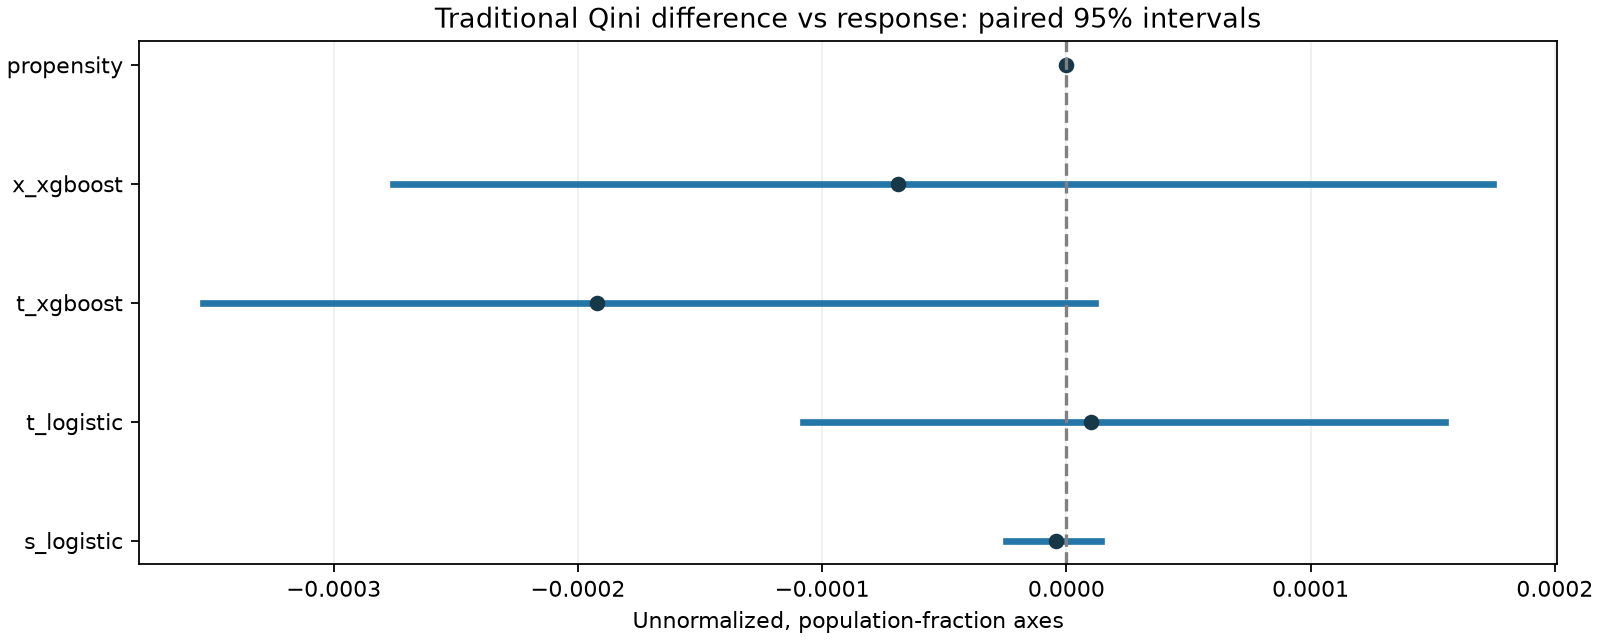 Traditional Qini difference vs response: paired 95% intervals
propensity
x_xgboost
t_xgboost
t_logistic
s_logistic
−0.0003 −0.0002 −0.0001 0.0000 0.0001 0.0002
Unnormalized, population-fraction axes